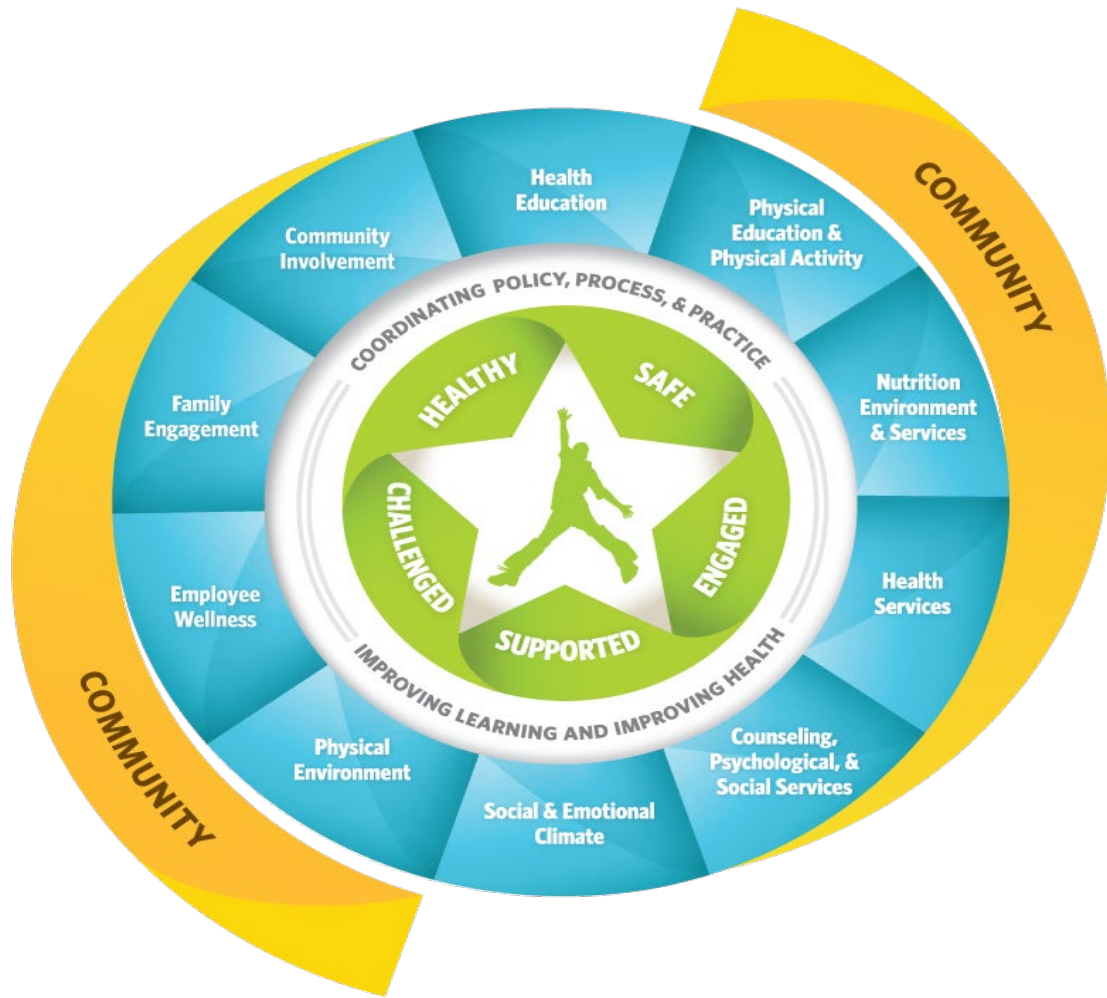 COMMUNITY
Health
Education
Physical
Education &
Physical Activity
Nutrition
Environment
& Services
Health
Services
Counseling,
Psychological, &
Social Services
Social & Emotional
Climate
Physical
Environment
Employee
Wellness
Family
Engagement
Community
Involvement
COORDINATING POLICY, PROCESS, & PRACTICE
IMPROVING LEARNING AND IMPROVING HEALTH
HEALTHY
SAFE
ENGAGED
SUPPORTED
CHALLENGED
COMMUNITY